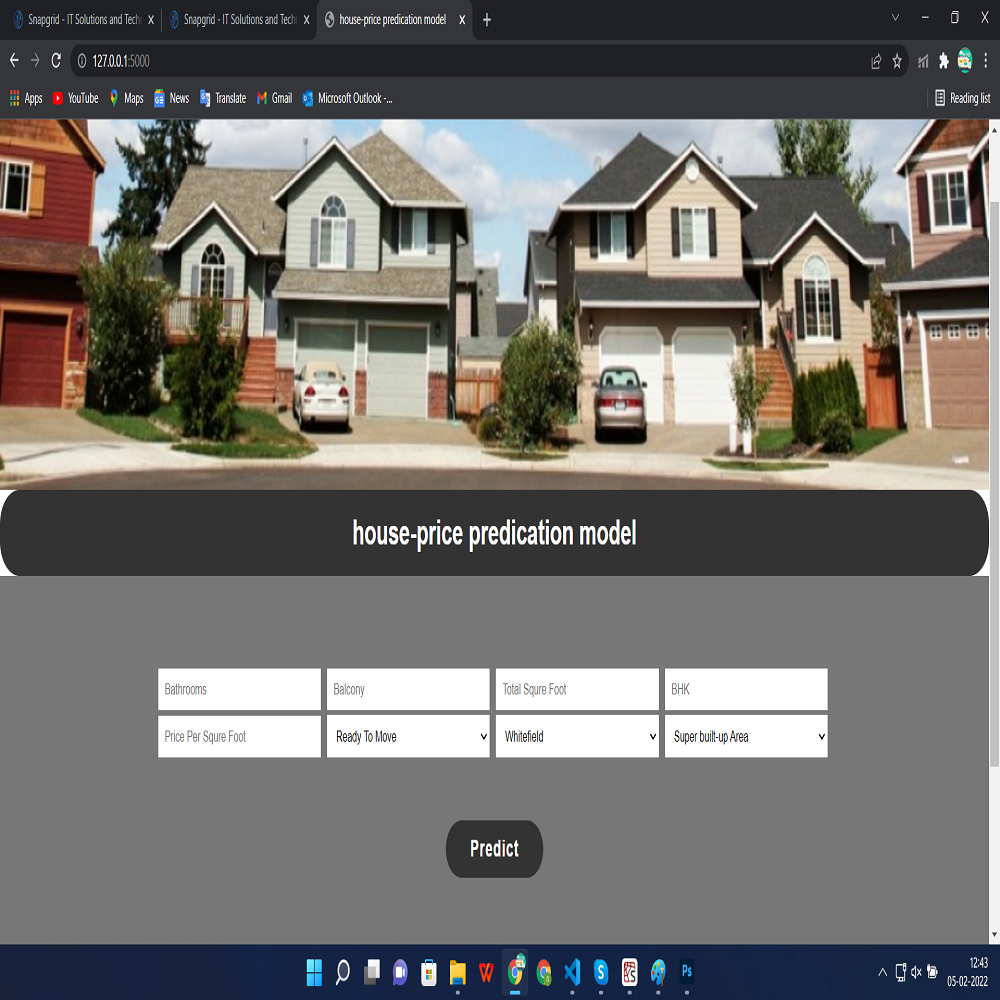 Snapgrid - IT Solutions and Tech
Snapgrid - IT Solutions and Tech
house-price predication model
127.0.0.1:5000
Apps
YouTube
Maps
News
Translate
Gmail
Microsoft Outlook -...
Reading list
house-price predication model
Bathrooms
Balcony
Total Squre Foot
BHK
Price Per Squre Foot
Ready To Move
Whitefield
Super built-up Area
Predict
12:43
05-02-2022